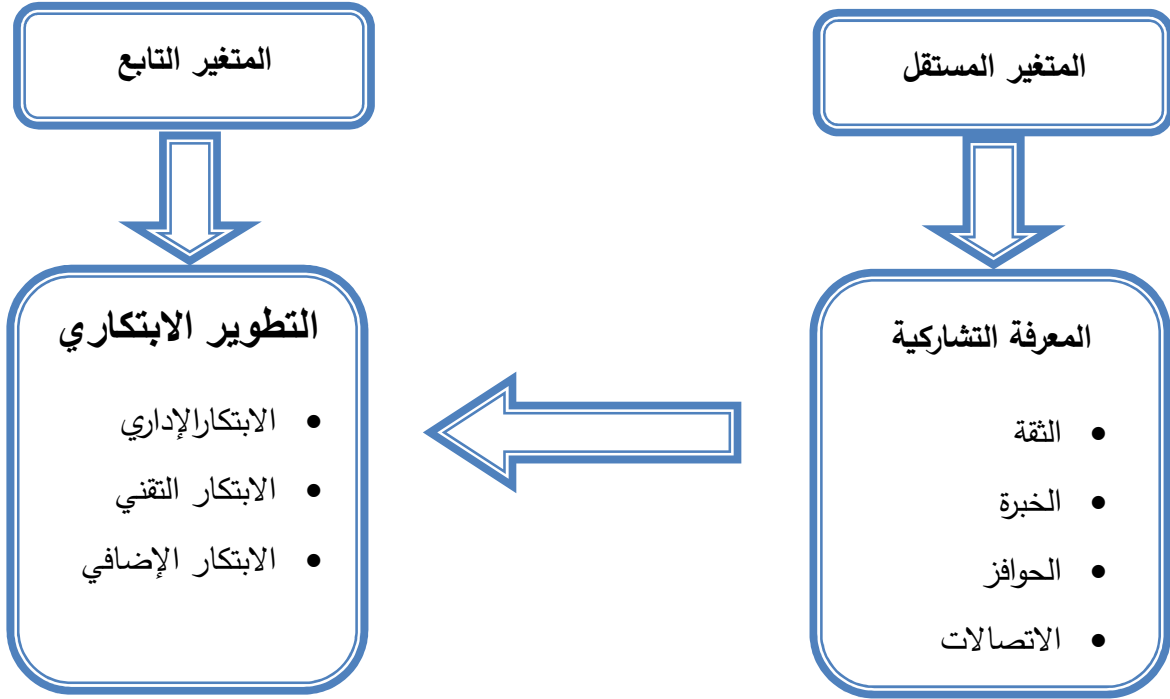 المتغير المستقل
المعرفة التشاركية
• الثقة
• الخبرة
• الحوافز
• الاتصالات
المتغير التابع
التطوير الابتكاري
• الابتكارالإداري
• الابتكار التقني
• الابتكار الإضافي